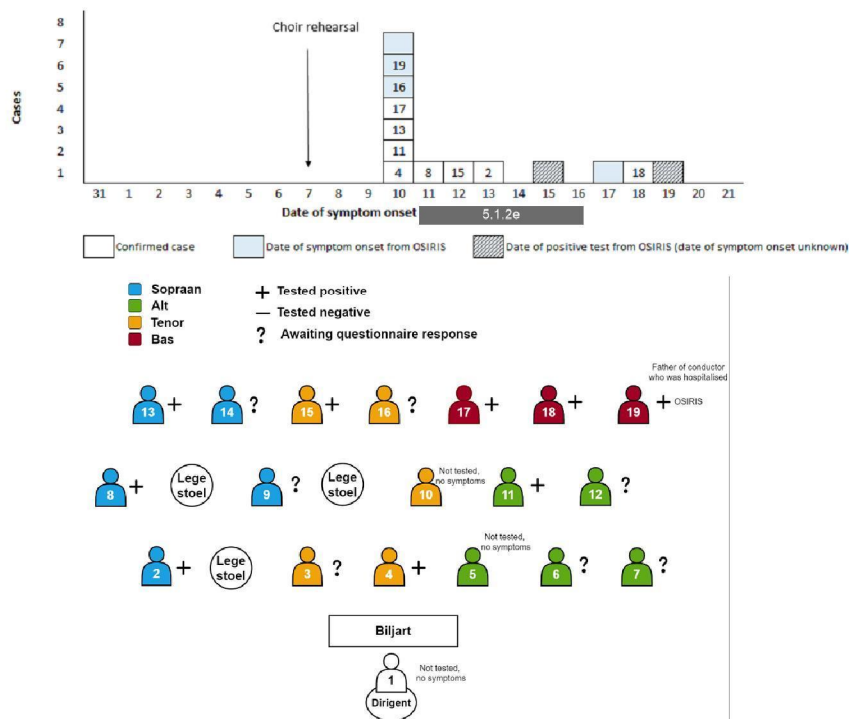 8
Choir rehearsal
7
6 19
5 16
Cases
4 17
3 13
2 11
1 4 8 15 2 18
31 1 2 3 4 5 6 7 8 9 10 11 12 13 14 15 16 17 18 19 20 21
Date of symptom onset 5.1.2e
Confirmed case Date of symptom onset from OSIRIS Date of positive test from OSIRIS (date of symptom onset unknown)
Sopraan + Tested positive
Alt — Tested negative
Tenor ? Awaiting questionnaire response
Bas
Father of conductor
who was hospitalised
13 + 14 ? 15 + 16 ? 17 + 18 + 19 + OSIRIS
Not tested,
no symptoms
8 + Lege stoel 9 ? Lege stoel 10 11 + 12 ?
Not tested,
no symptoms
2 + Lege stoel 3 ? 4 + 5 6 ? 7 ?
Biljart
Not tested,
no symptoms
1
Dirigent